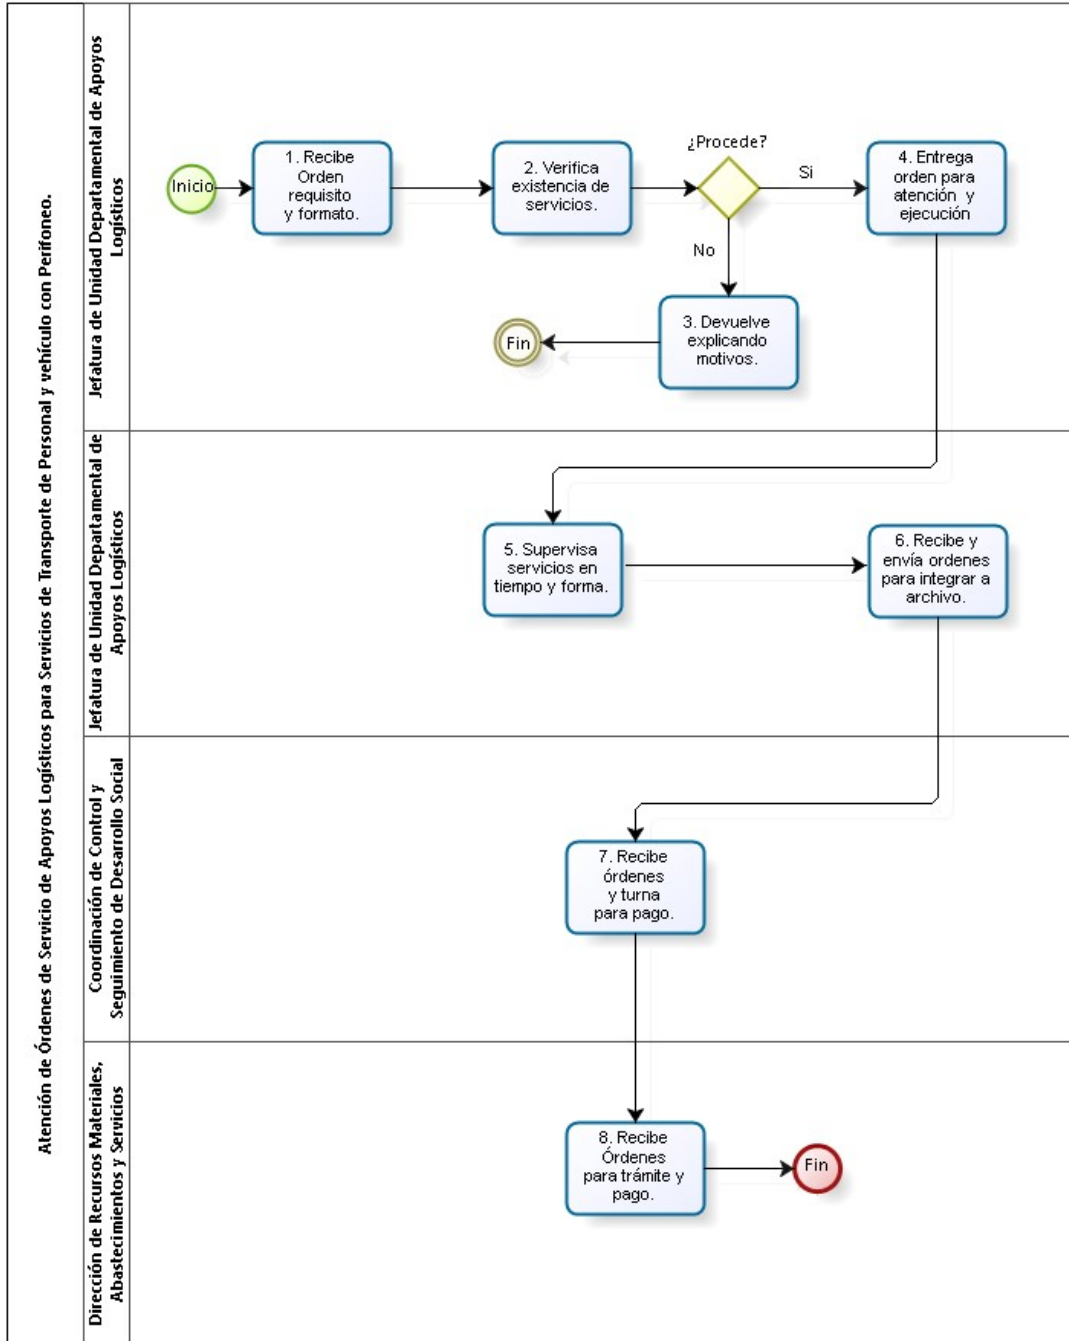 Atención de Órdenes de Servicio de Apoyos Logísticos para Servicios de Transporte de Personal y vehículo con Perifoneo.
Jefatura de Unidad Departamental de Apoyos
Logísticos
Inicio
1. Recibe
Orden
requisito
y formato.
2. Verifica
existencia de
servicios.
¿Procede?
Si
No
4. Entrega
orden para
atención y
ejecución
3. Devuelve
explicando
motivos.
Fin
Jefatura de Unidad Departamental de
Apoyos Logísticos
5. Supervisa
servicios en
tiempo y forma.
6. Recibe y
envía ordenes
para integrar a
archivo.
Coordinación de Control y
Seguimiento de Desarrollo Social
7. Recibe
órdenes
y turna
para pago.
Dirección de Recursos Materiales,
Abastecimientos y Servicios
8. Recibe
Órdenes
para trámite y
pago.
Fin